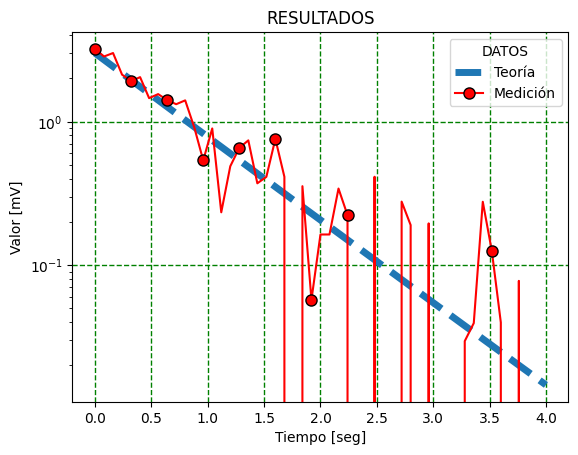 RESULTADOS
DATOS
Teoría
Medición
Valor [mV]
10⁰
10⁻¹
0.0 0.5 1.0 1.5 2.0 2.5 3.0 3.5 4.0
Tiempo [seg]